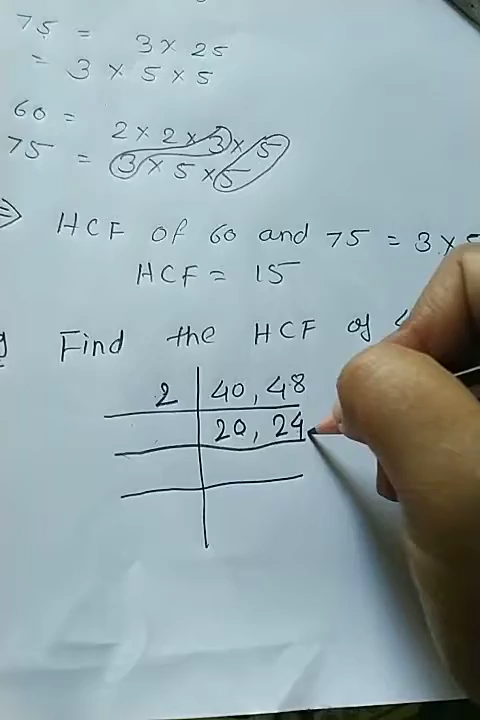 75 = 3 × 25
= 3 × 5 × 5
60 = 2 × 2 × 3 × 5
75 = 3 × 5 × 5
⇒ HCF of 60 and 75 = 3 × 5
HCF = 15
Find the HCF of
2 | 40, 48
20, 24